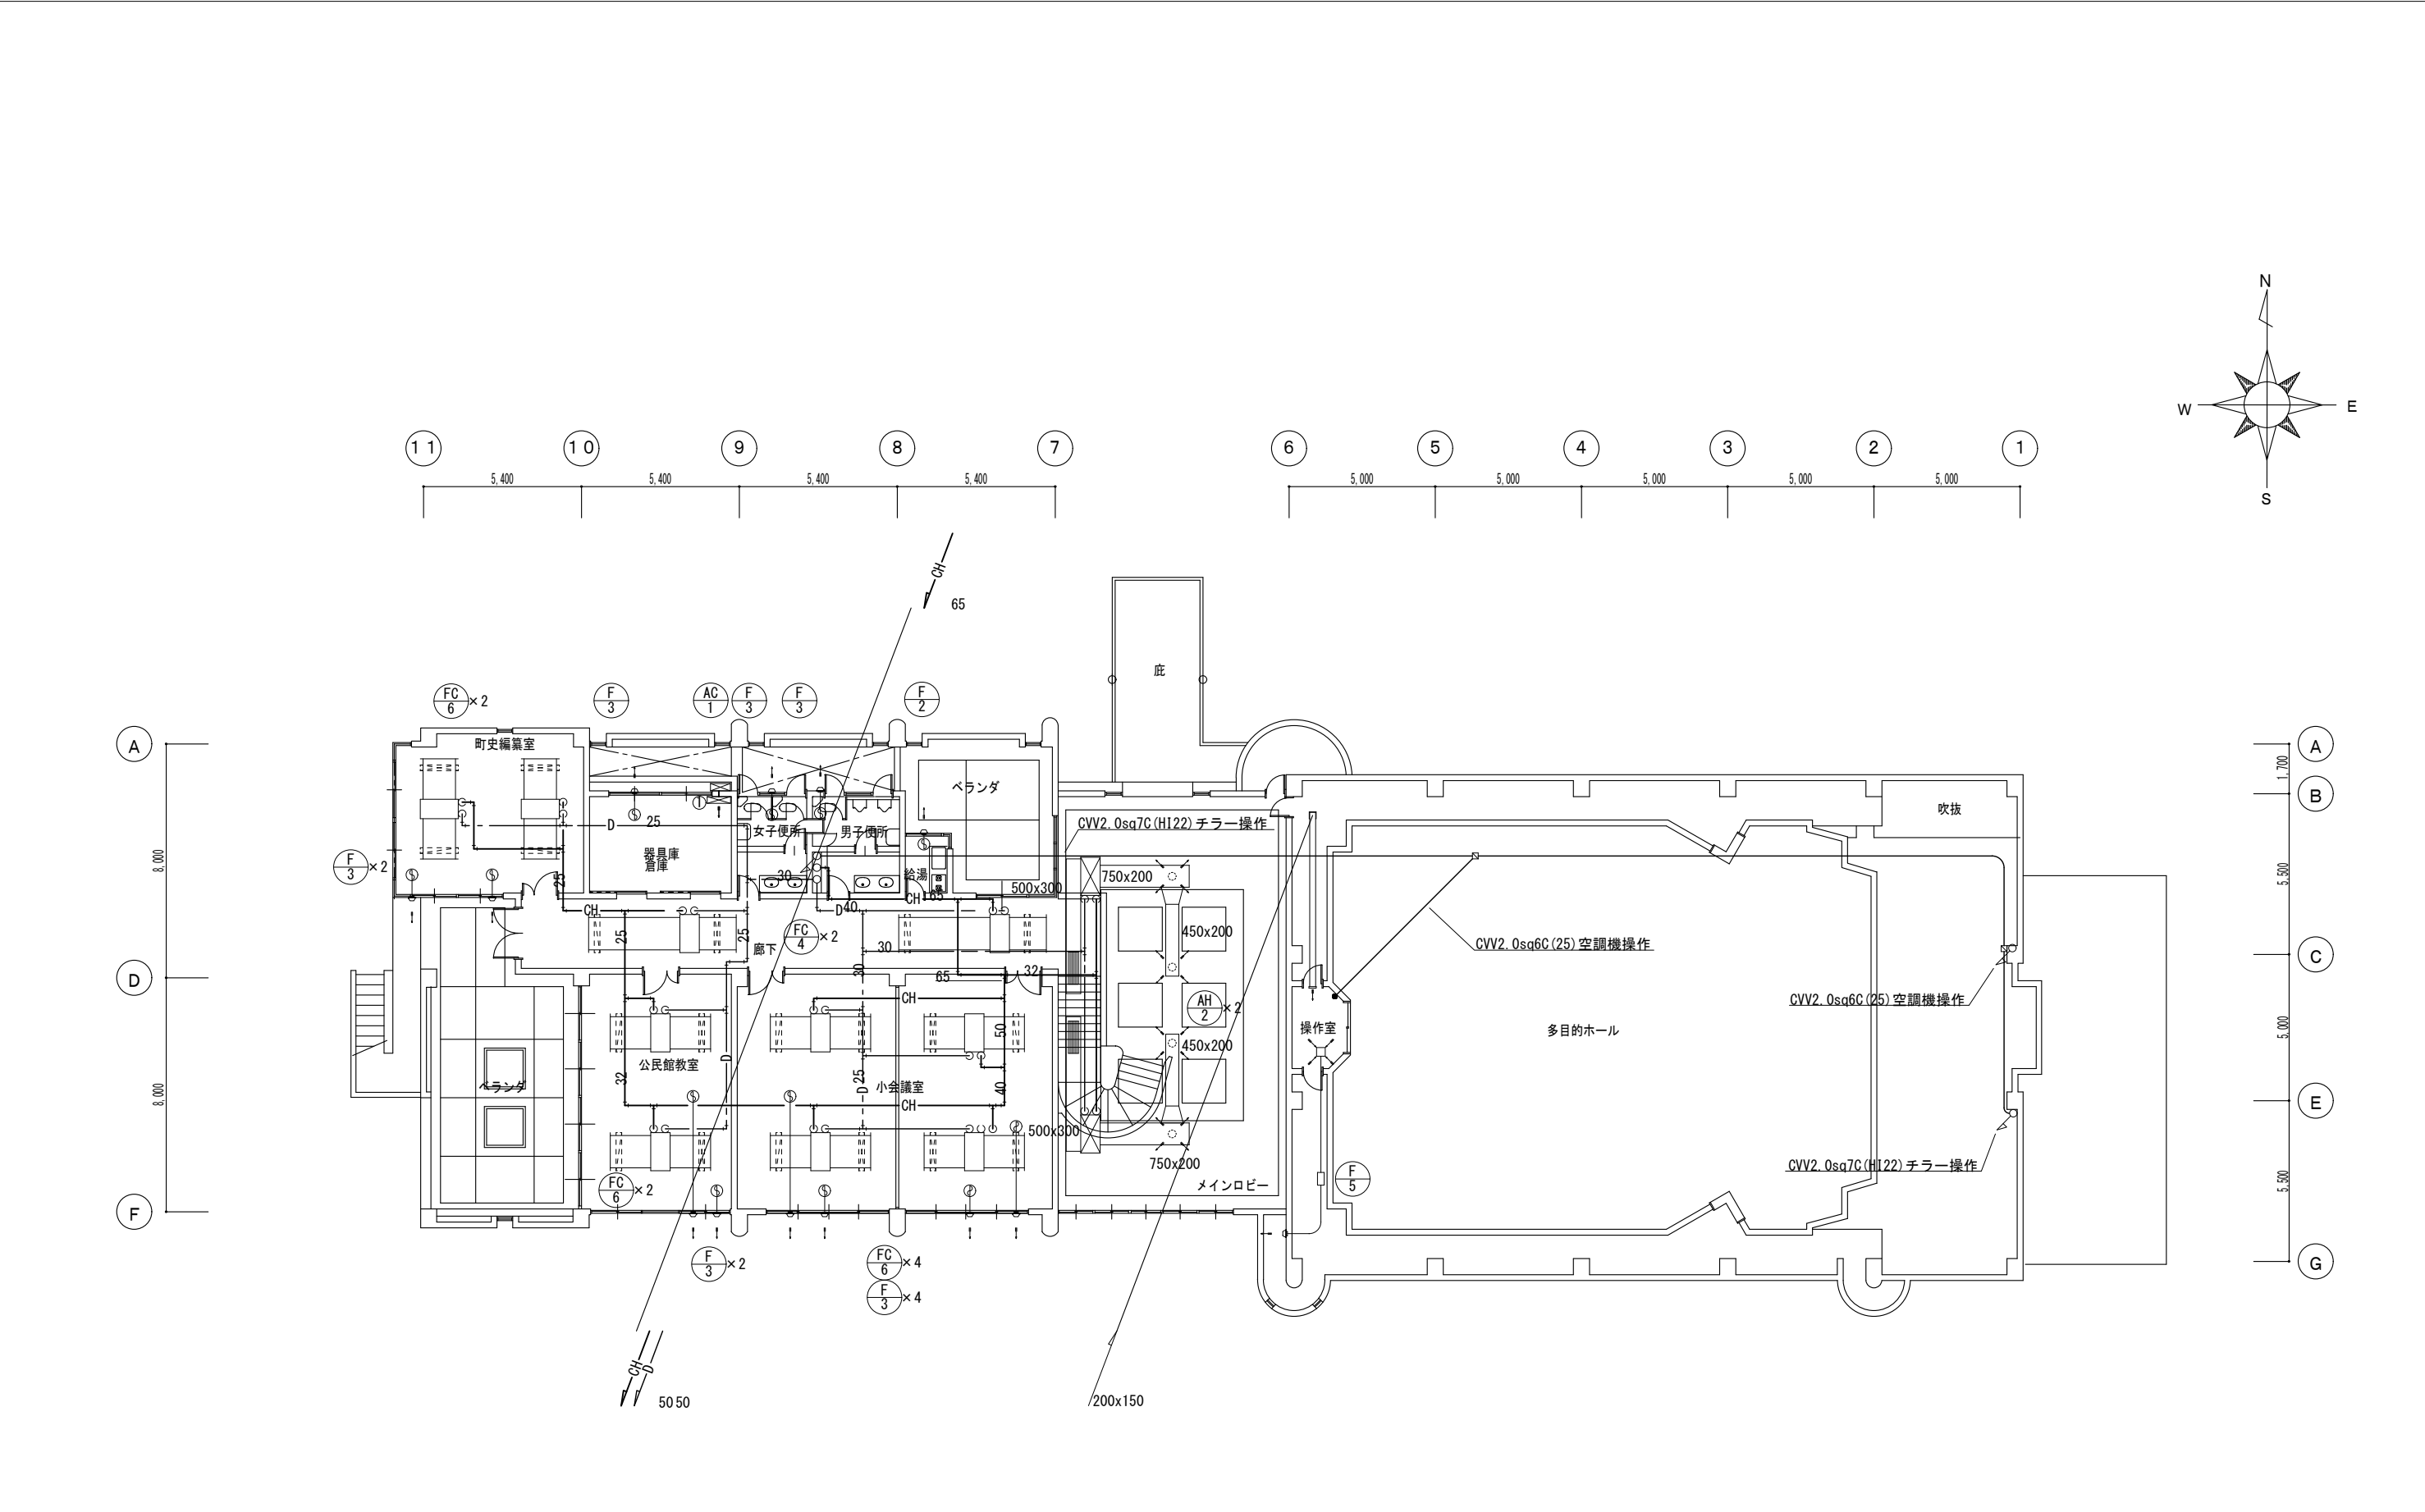 N
W
E
S
11
10
9
8
7
6
5
4
3
2
1
5,400
5,400
5,400
5,400
5,000
5,000
5,000
5,000
5,000
CH
65
庇
FC
6
×2
F
3
AC
1
F
3
F
3
F
2
A
A
町史編纂室
1,700
B
ベランダ
吹抜
D
25
女子便所
男子便所
CVV2.0sq7C(HI22)チラー操作
器具庫
倉庫
F
3
×2
8,000
30
給湯
750x200
5,500
25
500x300
65
CH
CH
D
40
25
25
FC
4
×2
450x200
廊下
30
CVV2.0sq6C(25)空調機操作
C
D
30
65
32
CH
CVV2.0sq6C(25)空調機操作
AH
2
×2
操作室
多目的ホール
50
5,000
450x200
D
公民館教室
32
25
D
小会議室
40
ベランダ
8,000
CH
CH
E
500x300
750x200
CVV2.0sq7C(HI22)チラー操作
F
5
5,500
メインロビー
FC
6
×2
F
F
3
×2
FC
6
×4
F
3
×4
G
CH
D
50
50
200x150